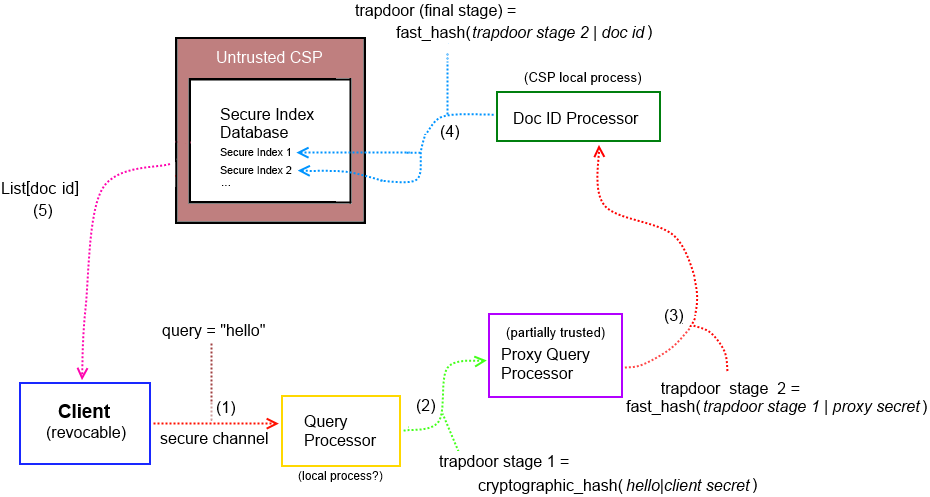 trapdoor (final stage) =
fast_hash(trapdoor stage 2 | doc id)
Untrusted CSP
(CSP local process)
Secure Index
Database
Doc ID Processor
(4)
Secure Index 1
Secure Index 2
...
List[doc id]
(5)
query = "hello"
(3)
(partially trusted)
Proxy Query
Processor
trapdoor stage 2 =
fast_hash(trapdoor stage 1 | proxy secret)
Client
(revocable)
(1)
secure channel
Query
Processor
(local process?)
(2)
trapdoor stage 1 =
cryptographic_hash(hello|client secret)